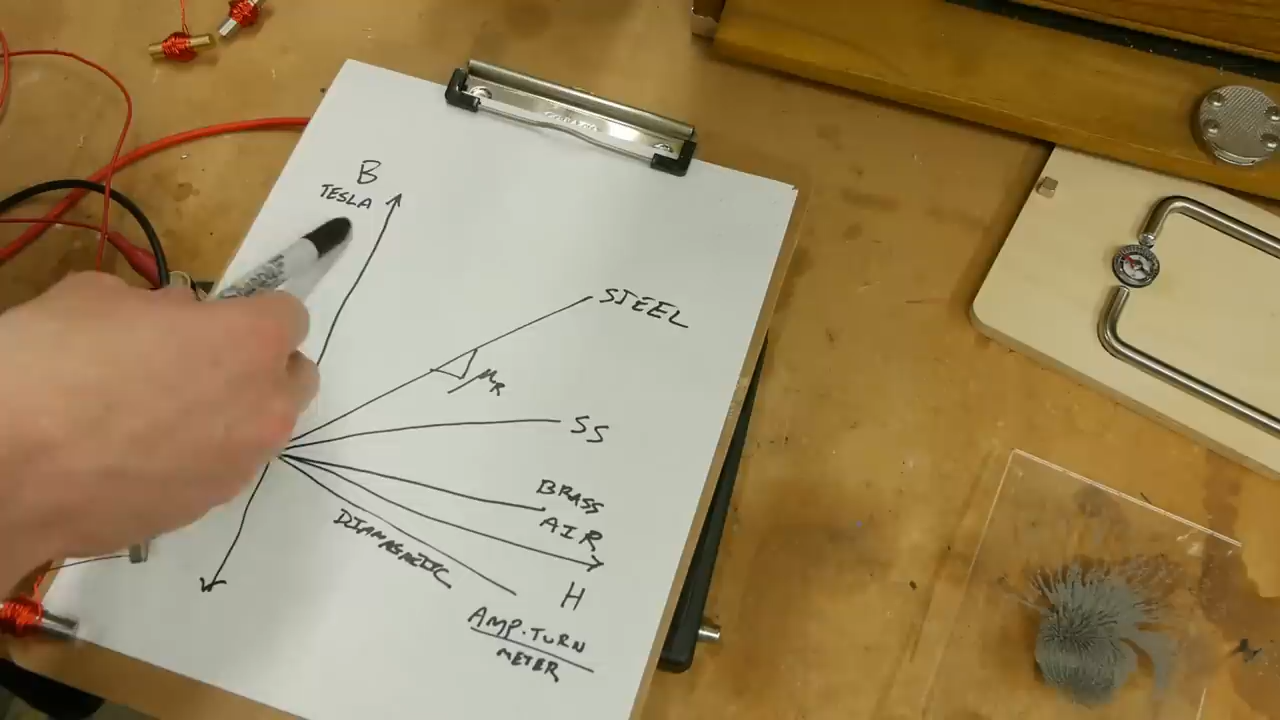 B
TESLA
STEEL
μR
SS
BRASS
AIR
DIAMAGNETIC
H
AMP·TURN
METER